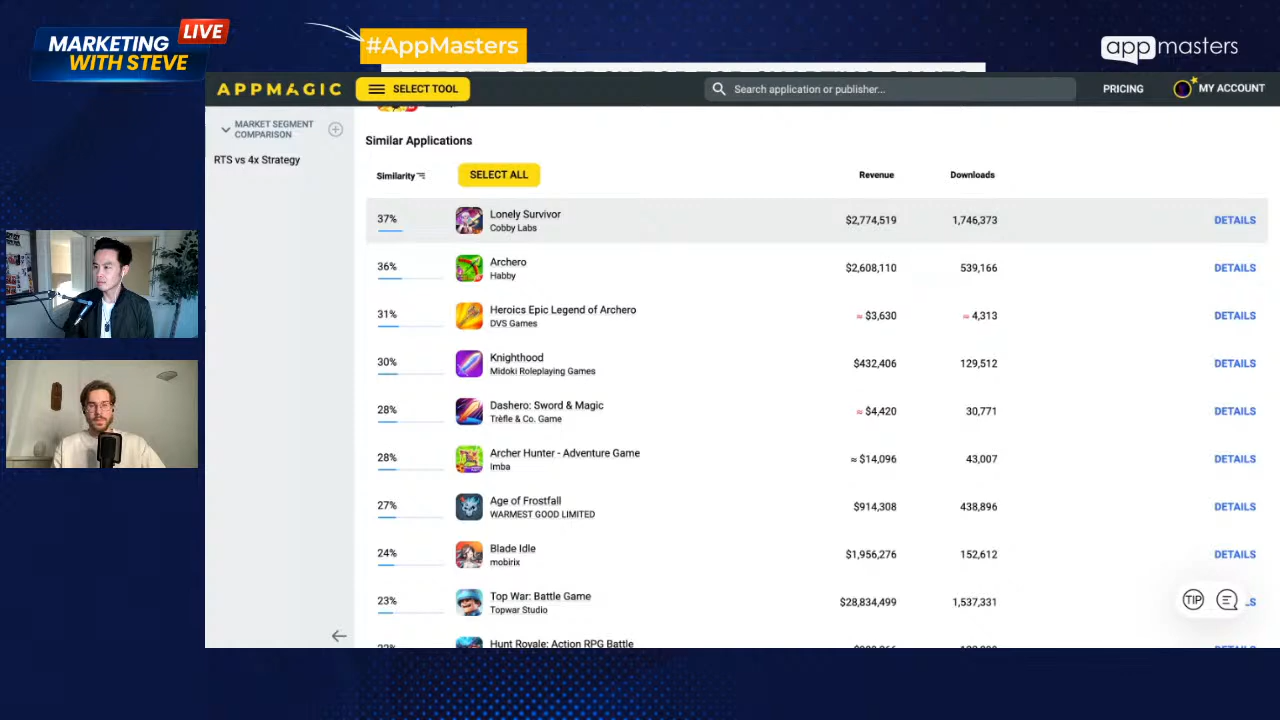 MARKETING LIVE
WITH STEVE
#AppMasters
appmasters
APPMAGIC
SELECT TOOL
Search application or publisher...
PRICING
MY ACCOUNT
MARKET SEGMENT
COMPARISON
RTS vs 4x Strategy
Similar Applications
Similarity SELECT ALL Revenue Downloads
37% Lonely Survivor $2,774,519 1,746,373 DETAILS
Cobby Labs
36% Archero $2,608,110 539,166 DETAILS
Habby
31% Heroics Epic Legend of Archero ≈ $3,630 ≈ 4,313 DETAILS
DVS Games
30% Knighthood $432,406 129,512 DETAILS
Midoki Roleplaying Games
28% Dashero: Sword & Magic ≈ $4,420 30,771 DETAILS
Trèfle & Co. Game
28% Archer Hunter - Adventure Game ≈ $14,096 43,007 DETAILS
Imba
27% Age of Frostfall $914,308 438,896 DETAILS
WARMEST GOOD LIMITED
24% Blade Idle $1,956,276 152,612 DETAILS
mobirix
23% Top War: Battle Game $28,834,499 1,537,331
Topwar Studio
TIP
Hunt Royale: Action RPG Battle